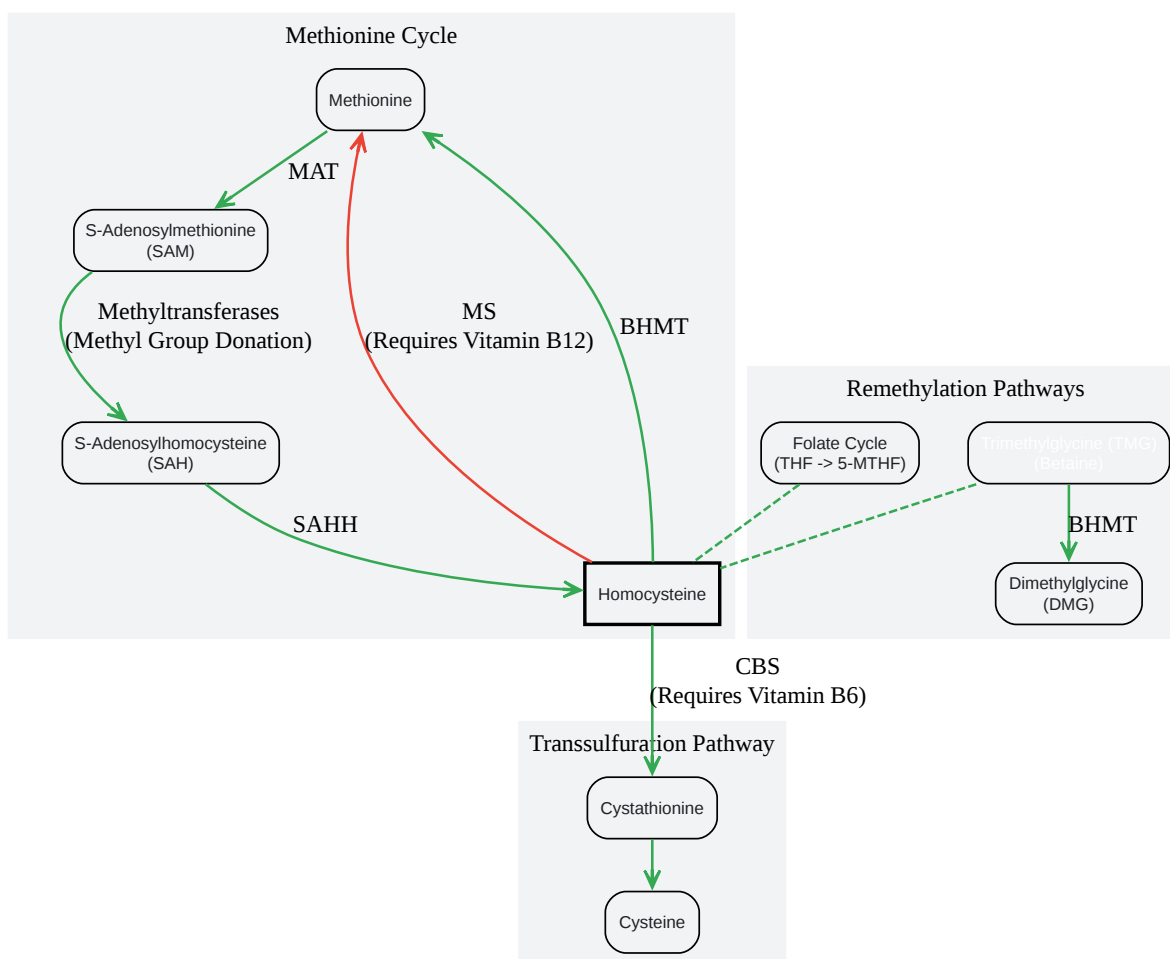 Methionine Cycle
Methionine
MAT
S-Adenosylmethionine
(SAM)
Methyltransferases
(Methyl Group Donation)
MS
(Requires Vitamin B12)
BHMT
S-Adenosylhomocysteine
(SAH)
SAHH
Homocysteine
Remethylation Pathways
Folate Cycle
(THF -> 5-MTHF)
Trimethylglycine (TMG)
(Betaine)
BHMT
Dimethylglycine
(DMG)
CBS
(Requires Vitamin B6)
Transsulfuration Pathway
Cystathionine
Cysteine